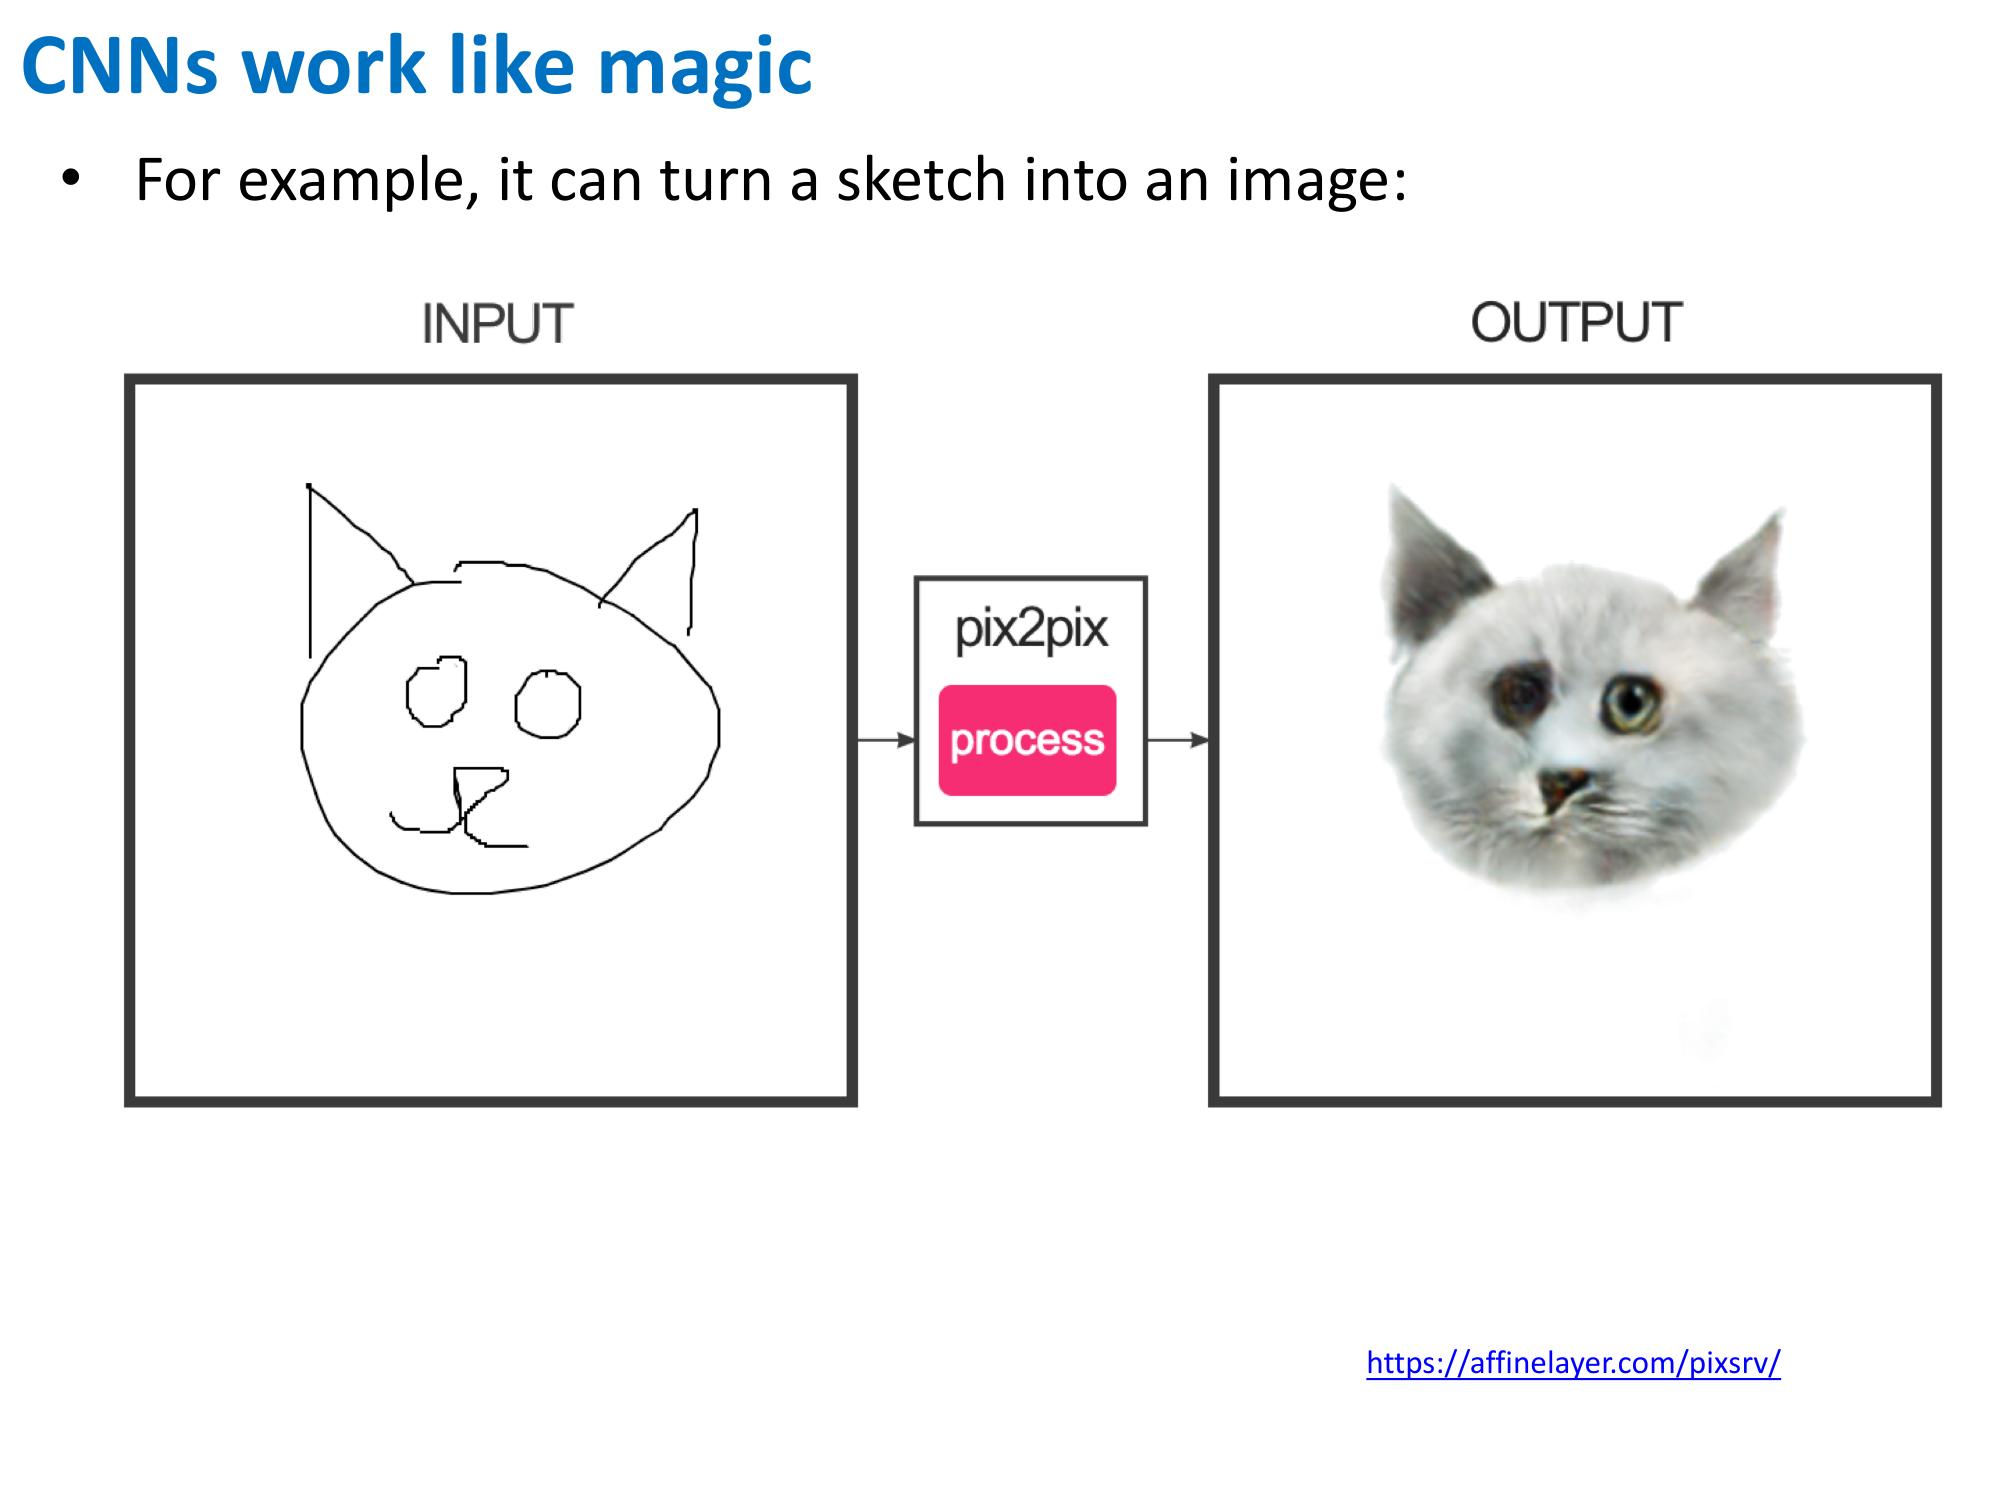 CNNs work like magic
• For example, it can turn a sketch into an image:
INPUT
OUTPUT
pix2pix
process
https://affinelayer.com/pixsrv/